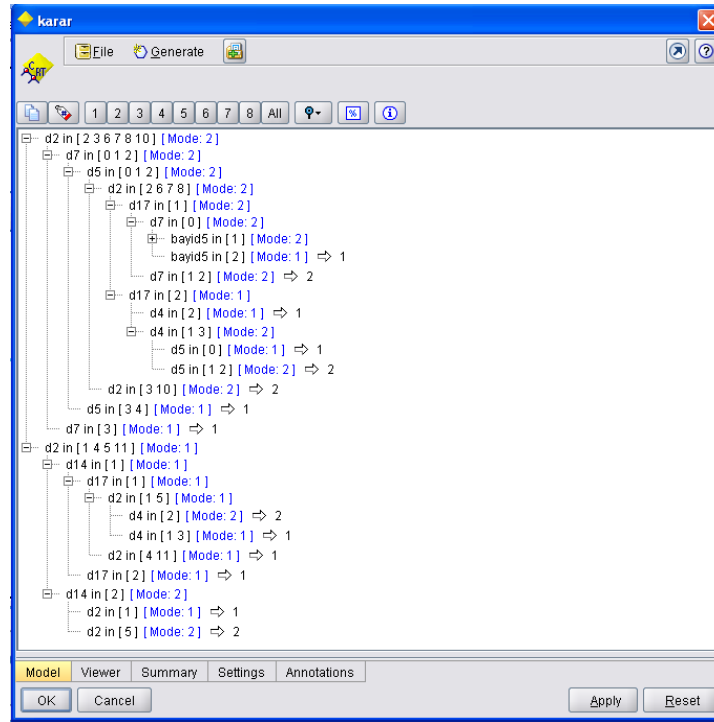 karar
File Generate
C RT
1 2 3 4 5 6 7 8 All %
d2 in [ 2 3 6 7 8 10 ] [ Mode: 2 ]
d7 in [ 0 1 2 ] [ Mode: 2 ]
d5 in [ 0 1 2 ] [ Mode: 2 ]
d2 in [ 2 6 7 8 ] [ Mode: 2 ]
d17 in [ 1 ] [ Mode: 2 ]
d7 in [ 0 ] [ Mode: 2 ]
bayid5 in [ 1 ] [ Mode: 2 ]
bayid5 in [ 2 ] [ Mode: 1 ] ⇨ 1
d7 in [ 1 2 ] [ Mode: 2 ] ⇨ 2
d17 in [ 2 ] [ Mode: 1 ]
d4 in [ 2 ] [ Mode: 1 ] ⇨ 1
d4 in [ 1 3 ] [ Mode: 2 ]
d5 in [ 0 ] [ Mode: 1 ] ⇨ 1
d5 in [ 1 2 ] [ Mode: 2 ] ⇨ 2
d2 in [ 3 10 ] [ Mode: 2 ] ⇨ 2
d5 in [ 3 4 ] [ Mode: 1 ] ⇨ 1
d7 in [ 3 ] [ Mode: 1 ] ⇨ 1
d2 in [ 1 4 5 11 ] [ Mode: 1 ]
d14 in [ 1 ] [ Mode: 1 ]
d17 in [ 1 ] [ Mode: 1 ]
d2 in [ 1 5 ] [ Mode: 1 ]
d4 in [ 2 ] [ Mode: 2 ] ⇨ 2
d4 in [ 1 3 ] [ Mode: 1 ] ⇨ 1
d2 in [ 4 11 ] [ Mode: 1 ] ⇨ 1
d17 in [ 2 ] [ Mode: 1 ] ⇨ 1
d14 in [ 2 ] [ Mode: 2 ]
d2 in [ 1 ] [ Mode: 1 ] ⇨ 1
d2 in [ 5 ] [ Mode: 2 ] ⇨ 2
Model Viewer Summary Settings Annotations
OK Cancel Apply Reset